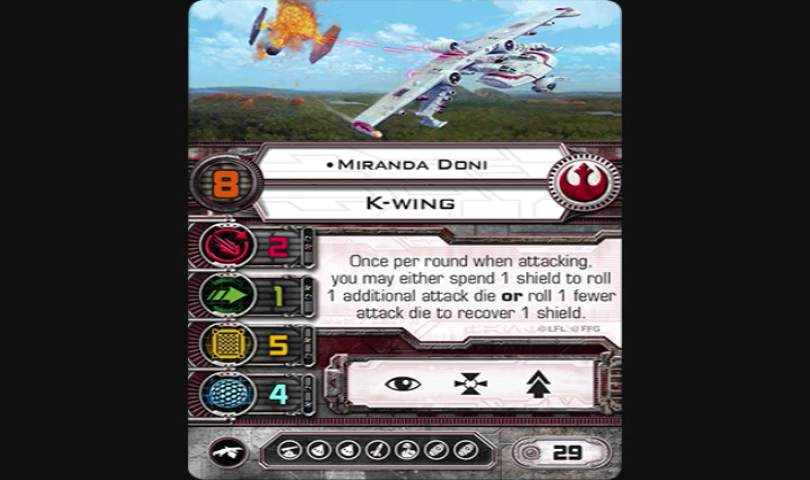 8
•Miranda Doni
K-wing
2
1
5
4
Once per round when attacking,
you may either spend 1 shield to roll
1 additional attack die or roll 1 fewer
attack die to recover 1 shield.
©LFL ©FFG
29